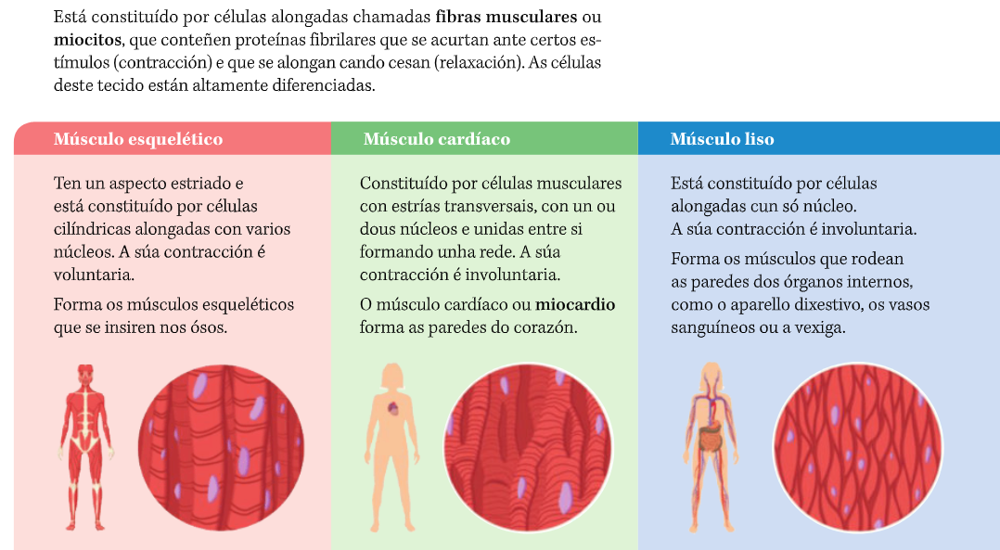 Está constituído por células alongadas chamadas fibras musculares ou
miocitos, que conteñen proteínas fibrilares que se acurtan ante certos es-
tímulos (contracción) e que se alongan cando cesan (relaxación). As células
deste tecido están altamente diferenciadas.
Músculo esquelético
Ten un aspecto estriado e
está constituído por células
cilíndricas alongadas con varios
núcleos. A súa contracción é
voluntaria.
Forma os músculos esqueléticos
que se insiren nos ósos.
Músculo cardíaco
Constituído por células musculares
con estrías transversais, con un ou
dous núcleos e unidas entre si
formando unha rede. A súa
contracción é involuntaria.
O músculo cardíaco ou miocardio
forma as paredes do corazón.
Músculo liso
Está constituído por células
alongadas cun só núcleo.
A súa contracción é involuntaria.
Forma os músculos que rodean
as paredes dos órganos internos,
como o aparello dixestivo, os vasos
sanguíneos ou a vexiga.